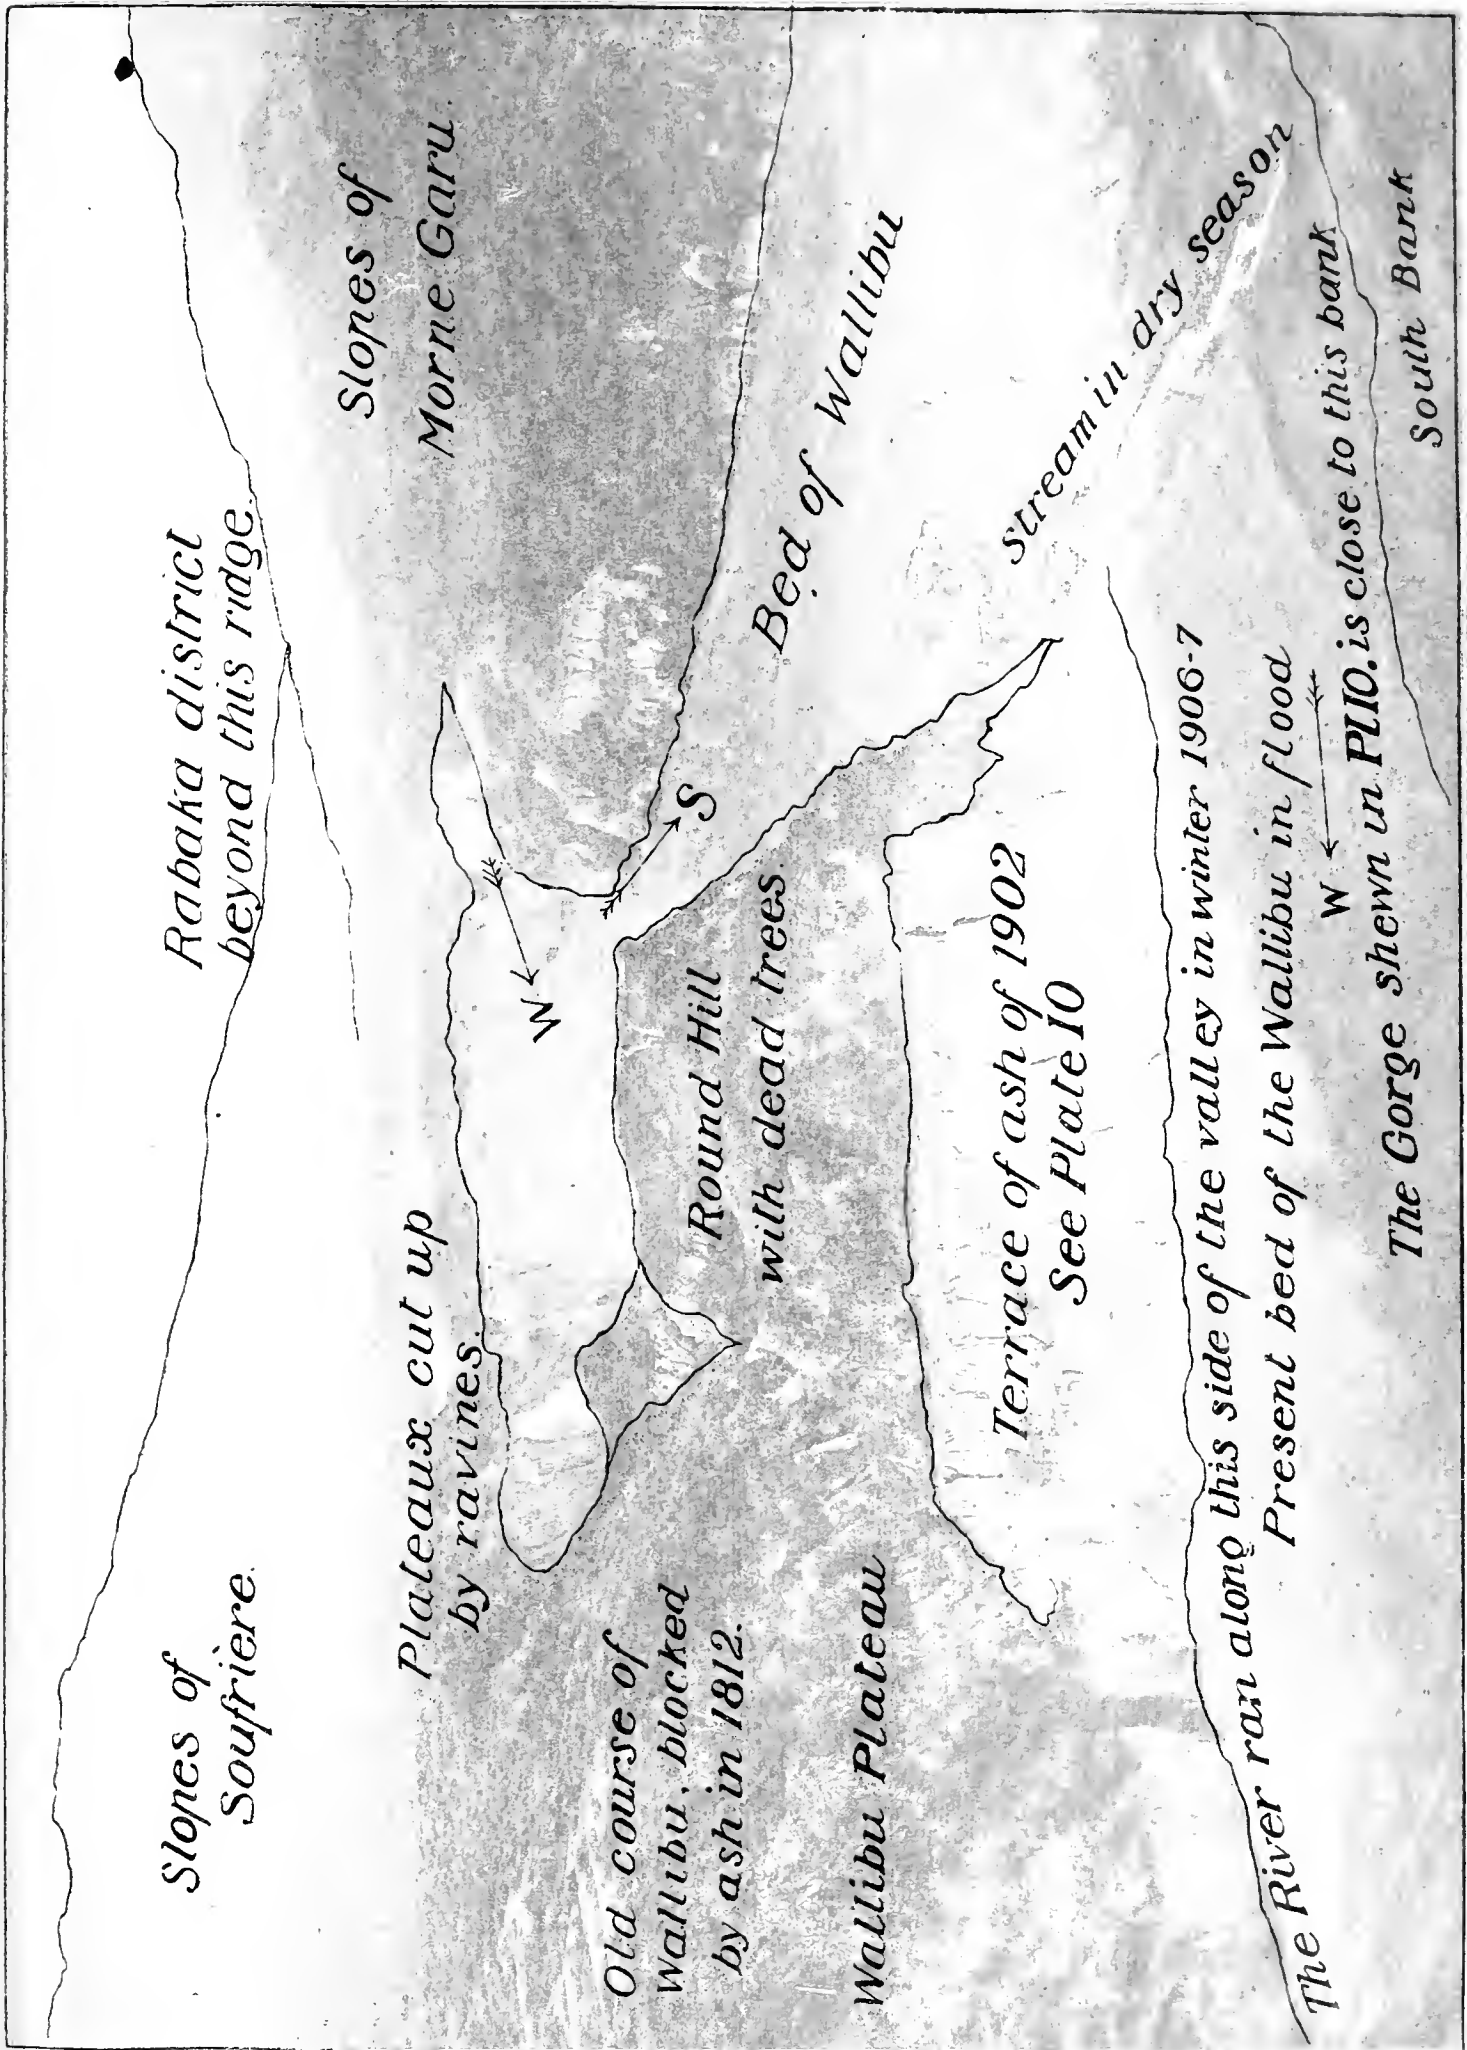 Slopes of
Soufrière.
Rabaka district
beyond this ridge.
Slopes of
Morne Garu.
Plateaux cut up
by ravines.
W
S
Old course of
Wallibu, blocked
by ash in 1812.
Round Hill
with dead trees.
Bed of Wallibu
Wallibu Plateau
Terrace of ash of 1902
See Plate 10
Stream in dry season
The River ran along this side of the valley in winter 1906-7
Present bed of the Wallibu in flood
W
The Gorge shewn in Pl 10. is close to this bank
South Bank